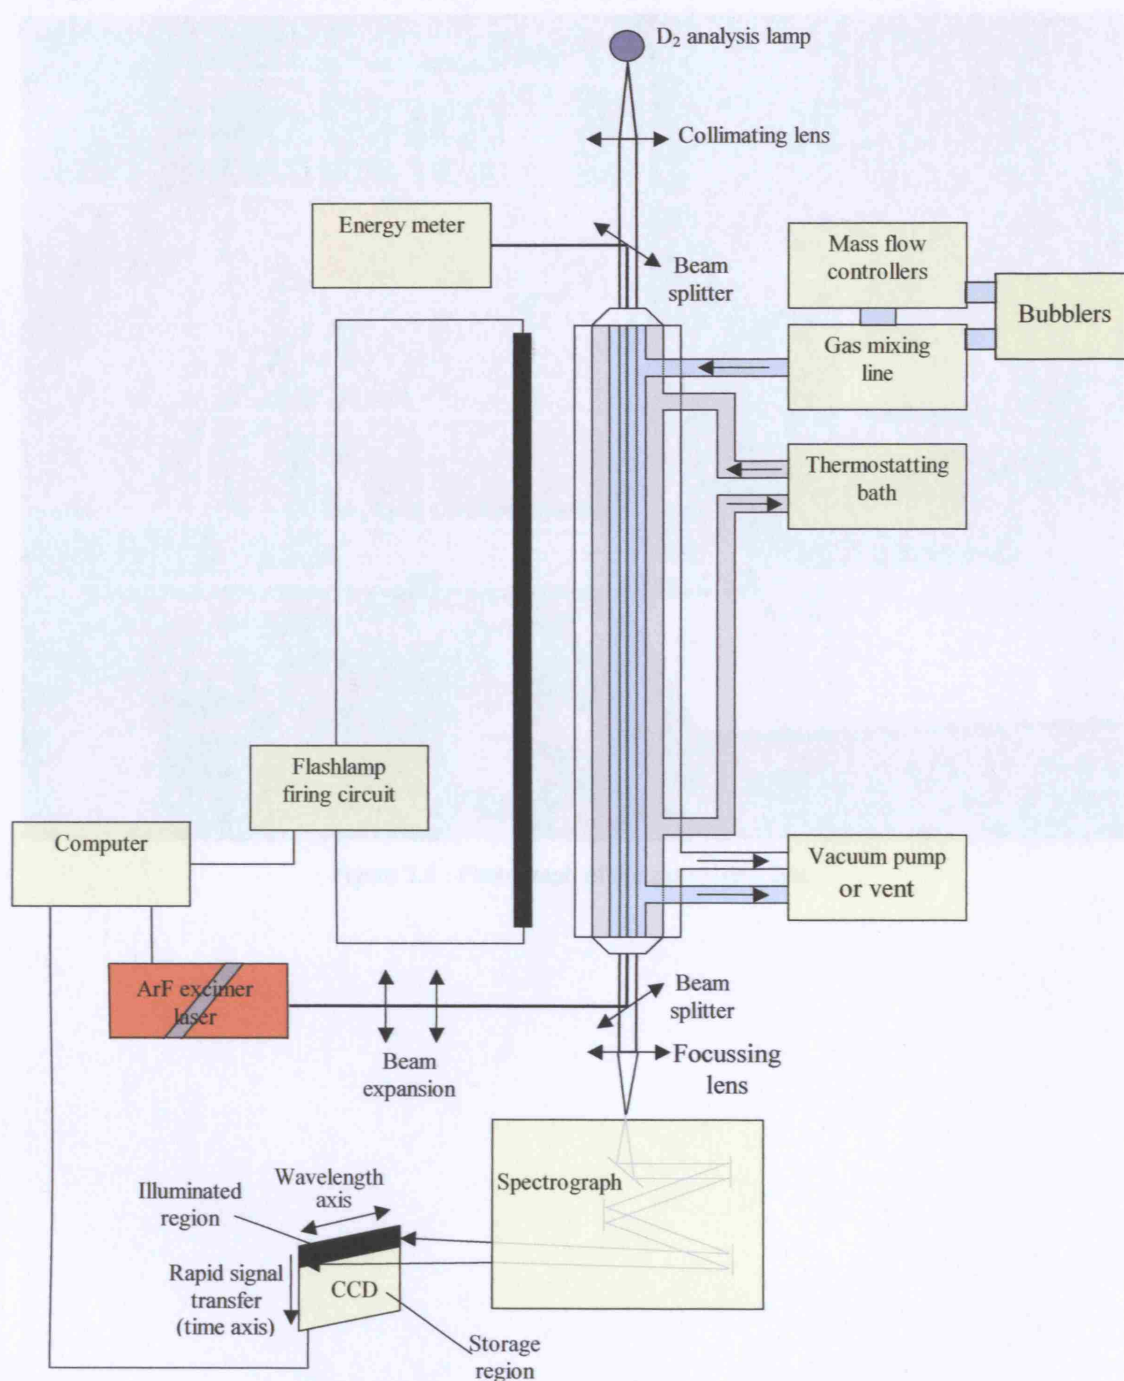 D₂ analysis lamp
Collimating lens
Energy meter
Beam
splitter
Mass flow
controllers
Bubblers
Gas mixing
line
Thermostatting
bath
Flashlamp
firing circuit
Computer
Vacuum pump
or vent
ArF excimer
laser
Beam
expansion
Beam
splitter
Focussing
lens
Spectrograph
Wavelength
axis
Illuminated
region
Rapid signal
transfer
(time axis)
CCD
Storage
region